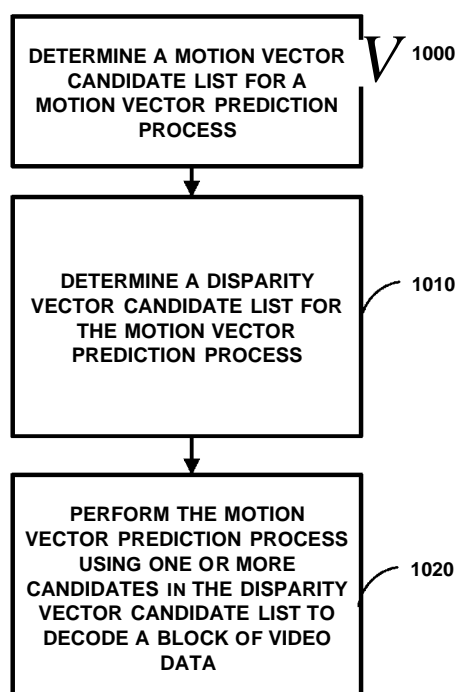 DETERMINE A MOTION VECTOR
CANDIDATE LIST FOR A
MOTION VECTOR PREDICTION
PROCESS
V 1000
DETERMINE A DISPARITY
VECTOR CANDIDATE LIST FOR
THE MOTION VECTOR
PREDICTION PROCESS
1010
PERFORM THE MOTION
VECTOR PREDICTION PROCESS
USING ONE OR MORE
CANDIDATES IN THE DISPARITY
VECTOR CANDIDATE LIST TO
DECODE A BLOCK OF VIDEO
DATA
1020